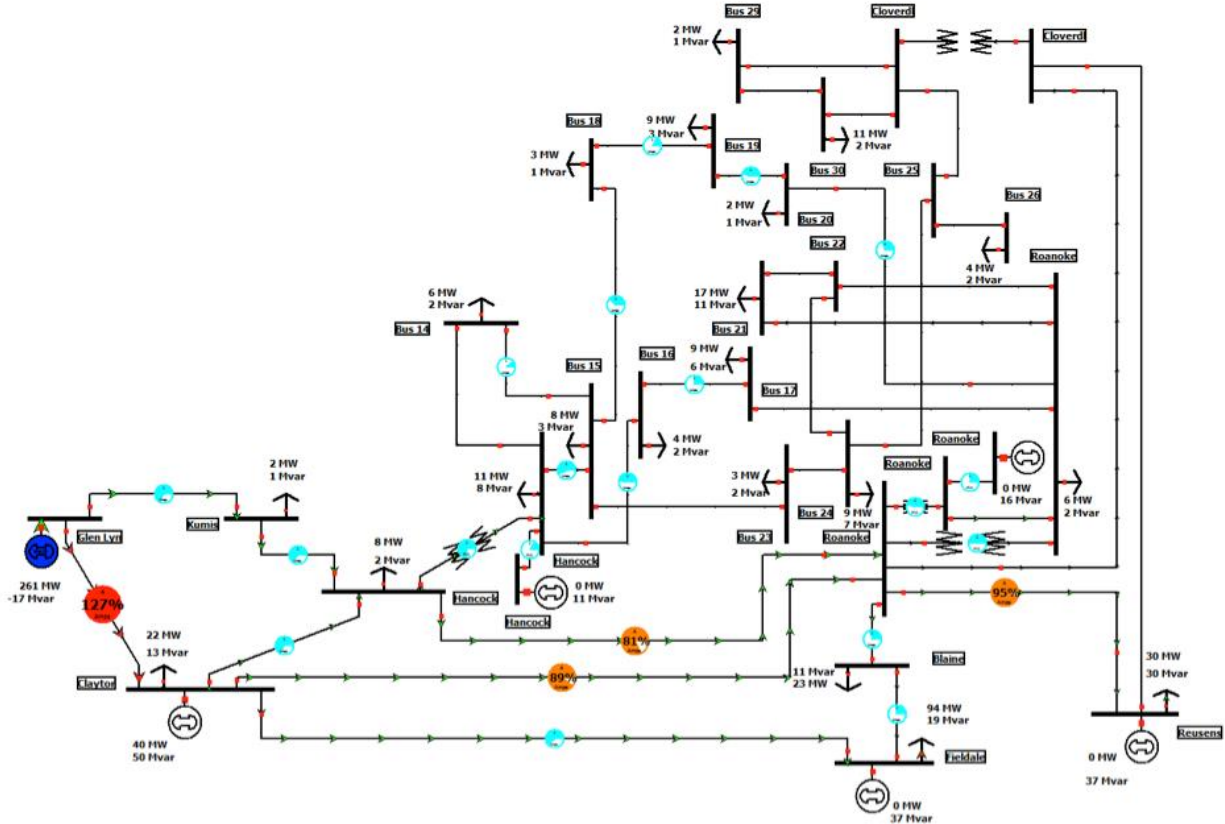 Bus 29
Cloverdl
2 MW
1 Mvar
Cloverdl
Bus 18
9 MW
3 Mvar
Bus 19
11 MW
2 Mvar
3 MW
1 Mvar
Bus 30
Bus 25
Bus 26
2 MW
1 Mvar
Bus 20
Bus 22
4 MW
2 Mvar
Roanoke
6 MW
2 Mvar
17 MW
11 Mvar
Bus 14
Bus 21
Bus 15
Bus 16
9 MW
6 Mvar
Bus 17
8 MW
3 Mvar
4 MW
2 Mvar
Roanoke
Roanoke
2 MW
1 Mvar
11 MW
8 Mvar
3 MW
2 Mvar
0 MW
16 Mvar
6 MW
2 Mvar
Bus 24
9 MW
7 Mvar
Glen Lyn
Kumis
Bus 23
Roanoke
8 MW
2 Mvar
Hancock
0 MW
11 Mvar
261 MW
-17 Mvar
127%
Hancock
Hancock
95%
22 MW
13 Mvar
81%
Claytor
89%
11 Mvar
23 MW
Blaine
30 MW
30 Mvar
94 MW
19 Mvar
40 MW
50 Mvar
Reusens
Fieldale
0 MW
37 Mvar
0 MW
37 Mvar